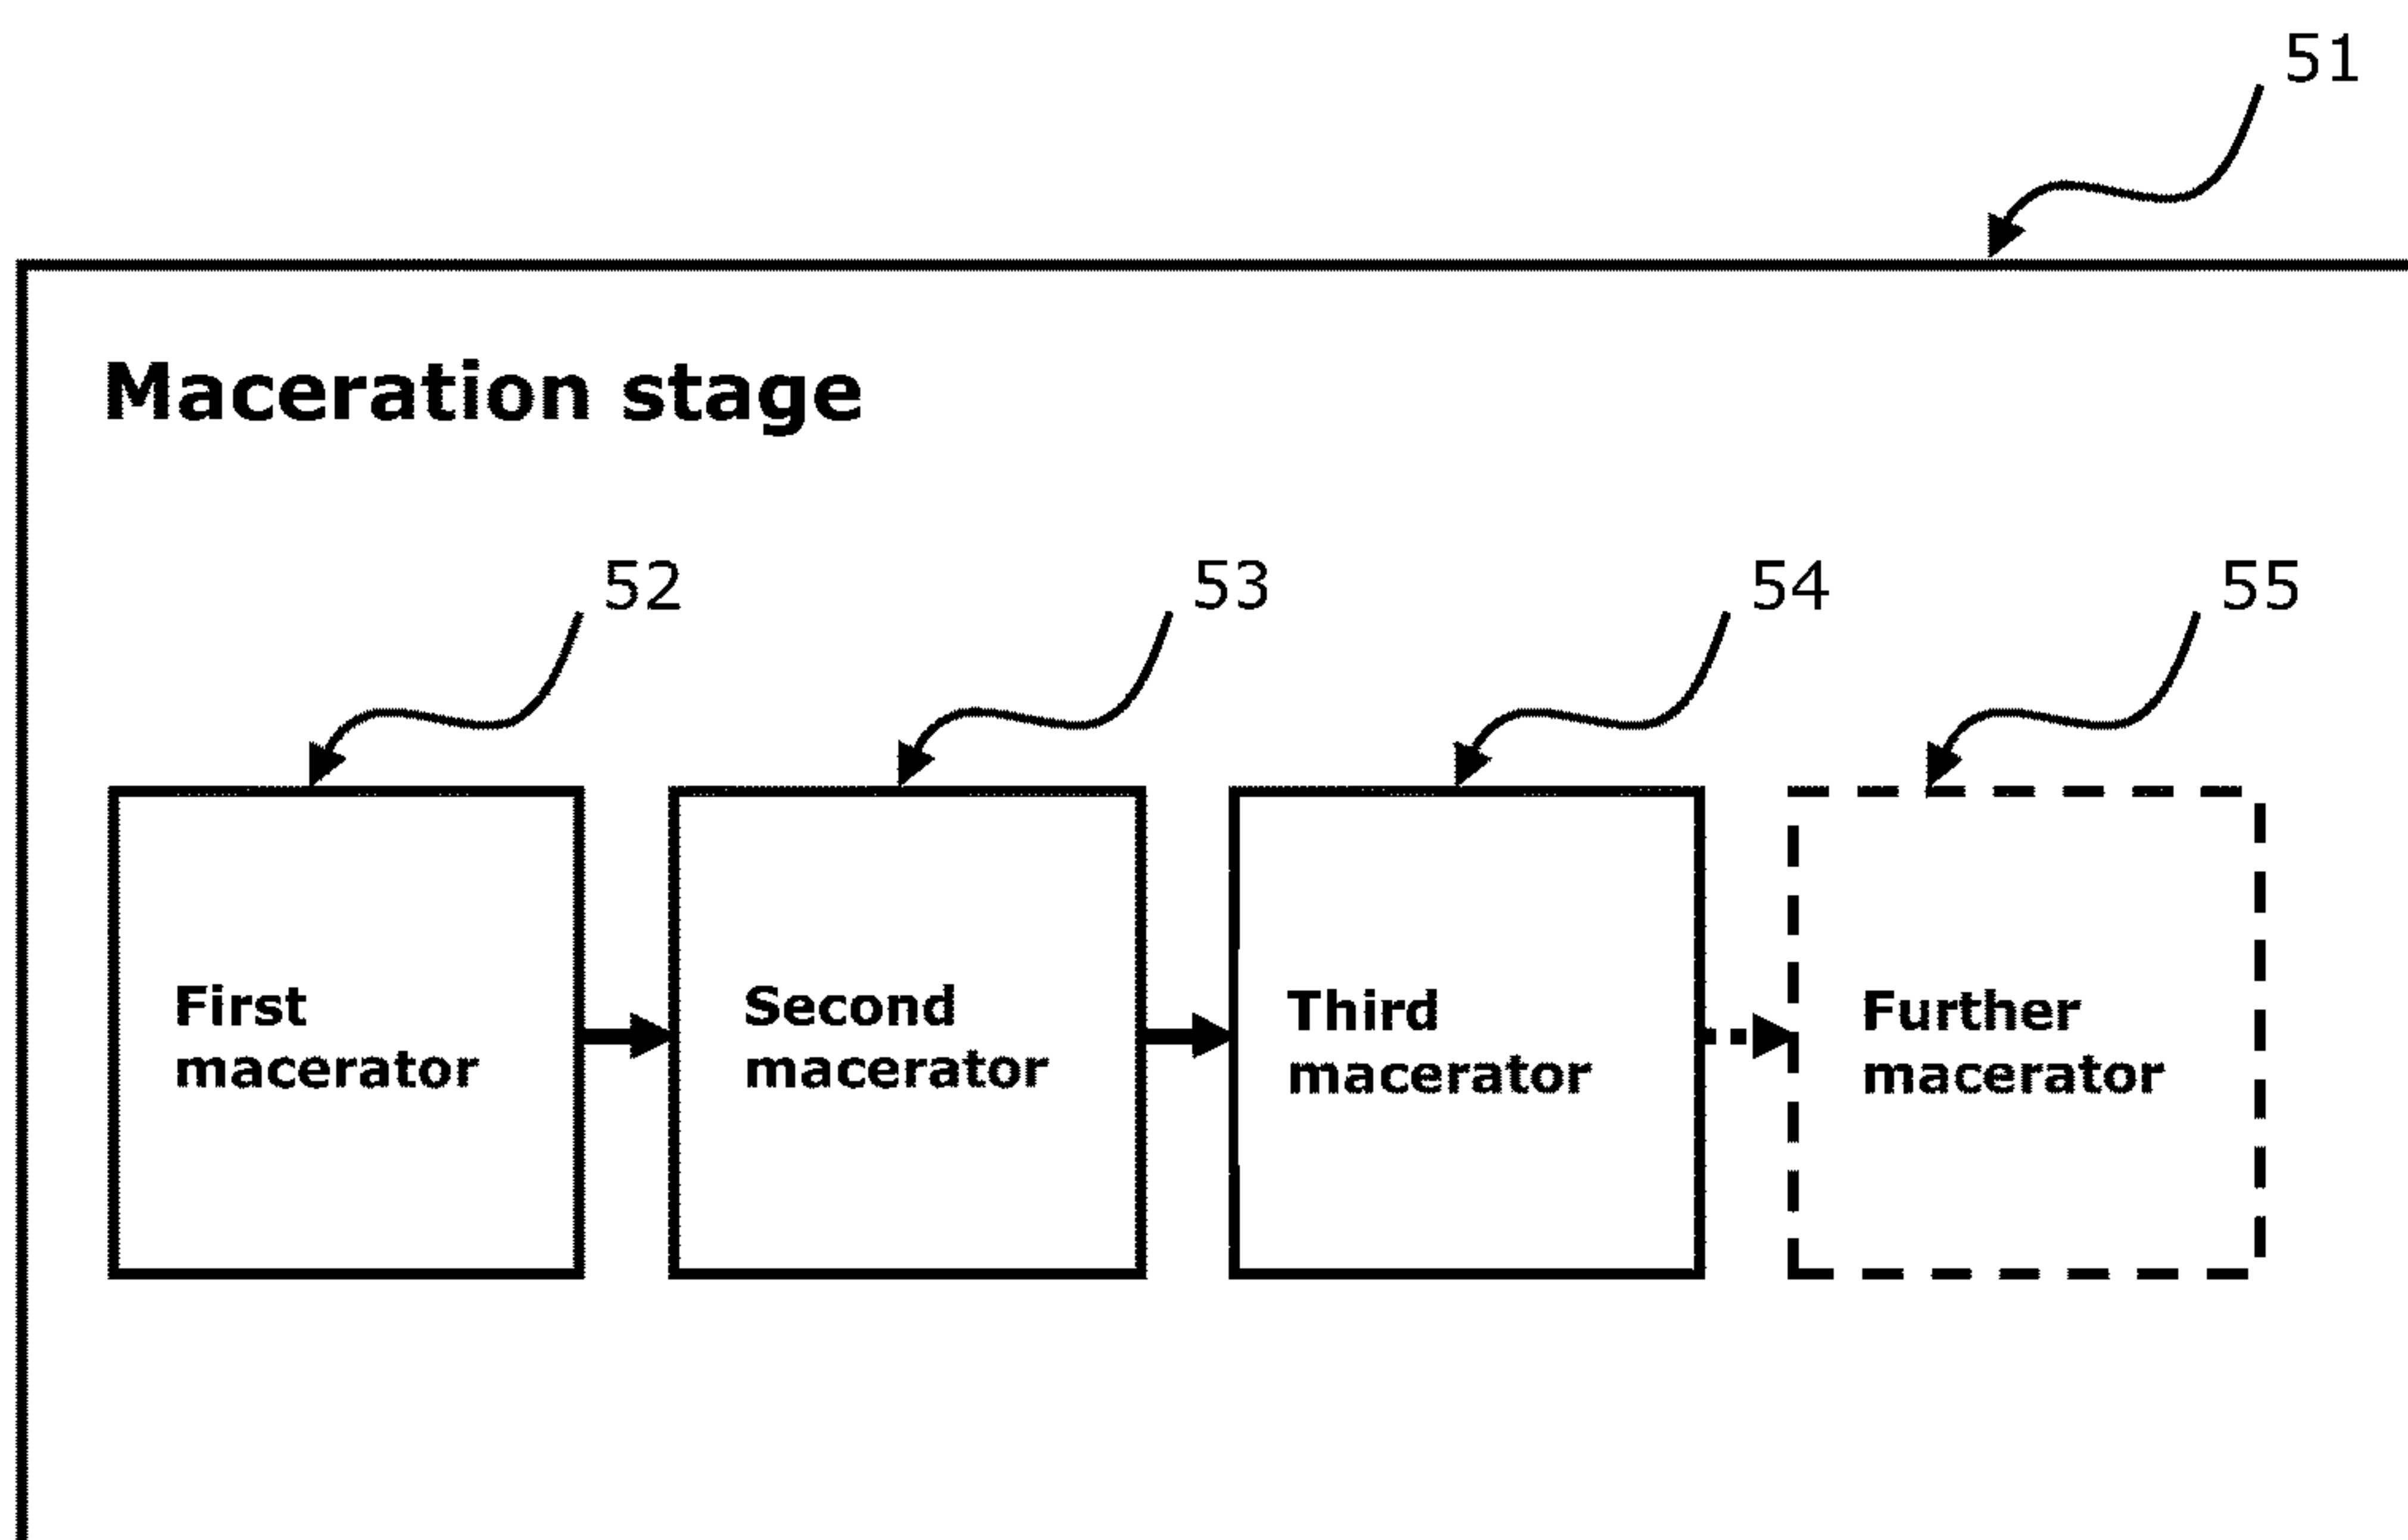 51
Maceration stage
52
53
54
55
First
macerator
Second
macerator
Third
macerator
Further
macerator